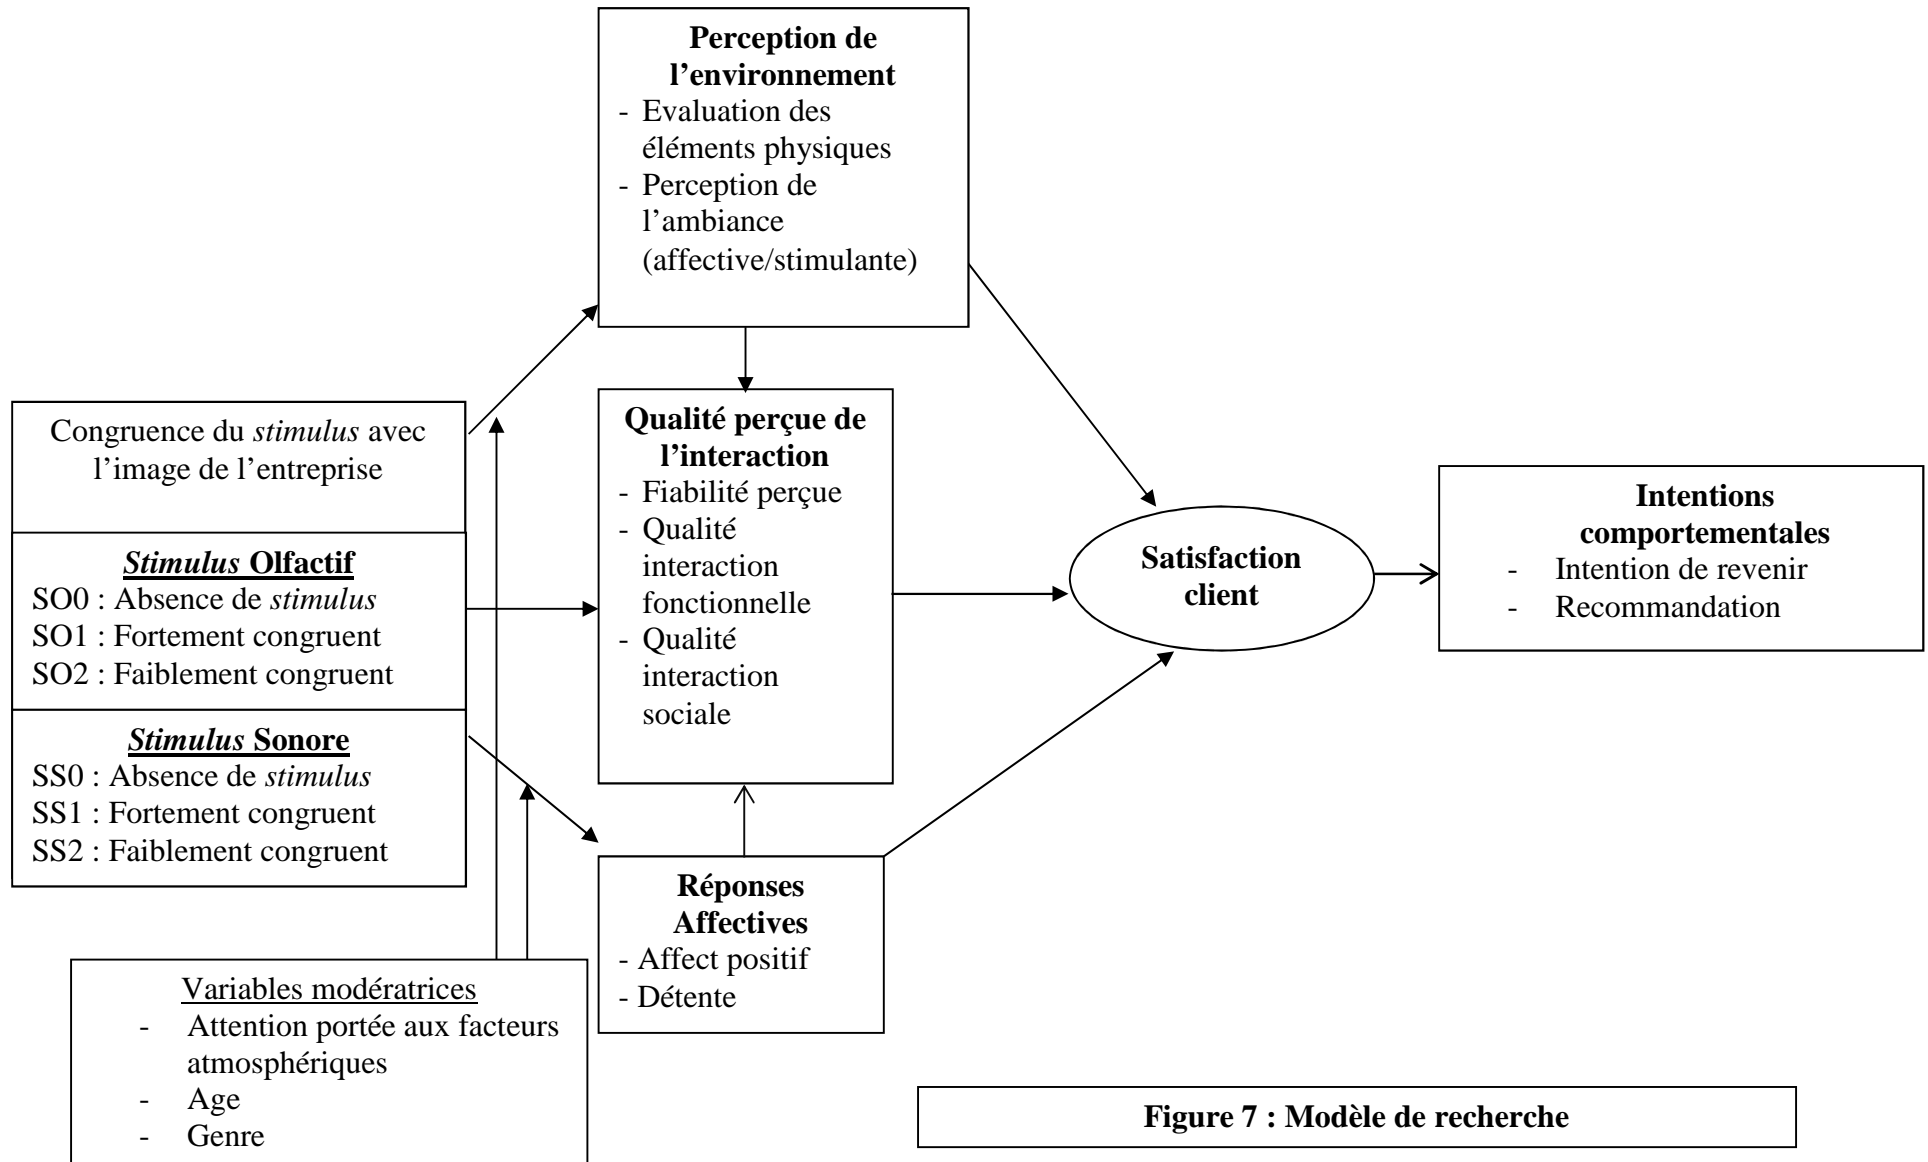 Perception de
l’environnement
- Evaluation des
éléments physiques
- Perception de
l’ambiance
(affective/stimulante)
Congruence du stimulus avec
l’image de l’entreprise
Stimulus Olfactif
SO0 : Absence de stimulus
SO1 : Fortement congruent
SO2 : Faiblement congruent
Stimulus Sonore
SS0 : Absence de stimulus
SS1 : Fortement congruent
SS2 : Faiblement congruent
Qualité perçue de
l’interaction
- Fiabilité perçue
- Qualité
interaction
fonctionnelle
- Qualité
interaction
sociale
Satisfaction
client
Intentions
comportementales
- Intention de revenir
- Recommandation
Réponses
Affectives
- Affect positif
- Détente
Variables modératrices
- Attention portée aux facteurs
atmosphériques
- Age
- Genre
Figure 7 : Modèle de recherche